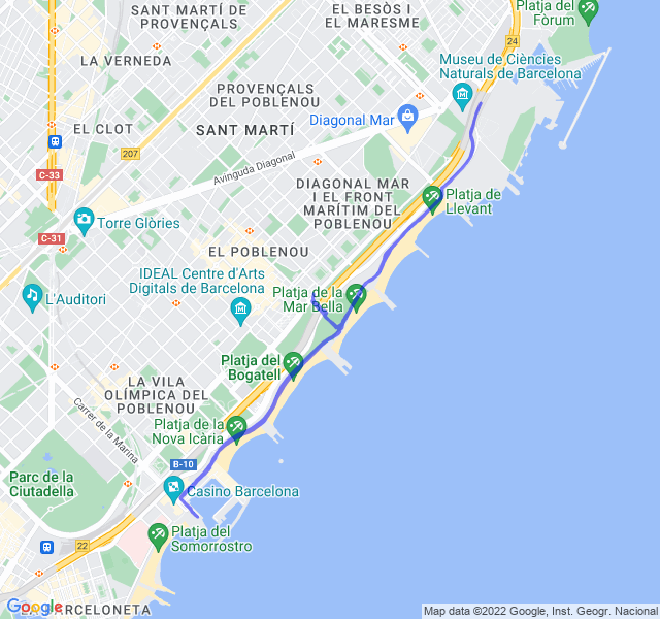 SANT MARTÍ DE
PROVENÇALS
EL BESÒS I
EL MARESME
Platja del
Fòrum
24
LA VERNEDA
Museu de Ciències
Naturals de Barcelona
PROVENÇALS
DEL POBLENOU
EL CLOT
SANT MARTÍ
Diagonal Mar
207
C-33
Avinguda Diagonal
DIAGONAL MAR
I EL FRONT
MARÍTIM DEL
POBLENOU
Platja de
Llevant
Torre Glòries
C-31
EL POBLENOU
IDEAL Centre d'Arts
Digitals de Barcelona
Platja de la
Mar Bella
L'Auditori
Platja del
Bogatell
LA VILA
OLÍMPICA DEL
POBLENOU
Carrer de la Marina
Platja de la
Nova Icària
B-10
Parc de la
Ciutadella
Casino Barcelona
22
Platja del
Somorrostro
Google
LA BARCELONETA
Map data ©2022 Google, Inst. Geogr. Nacional